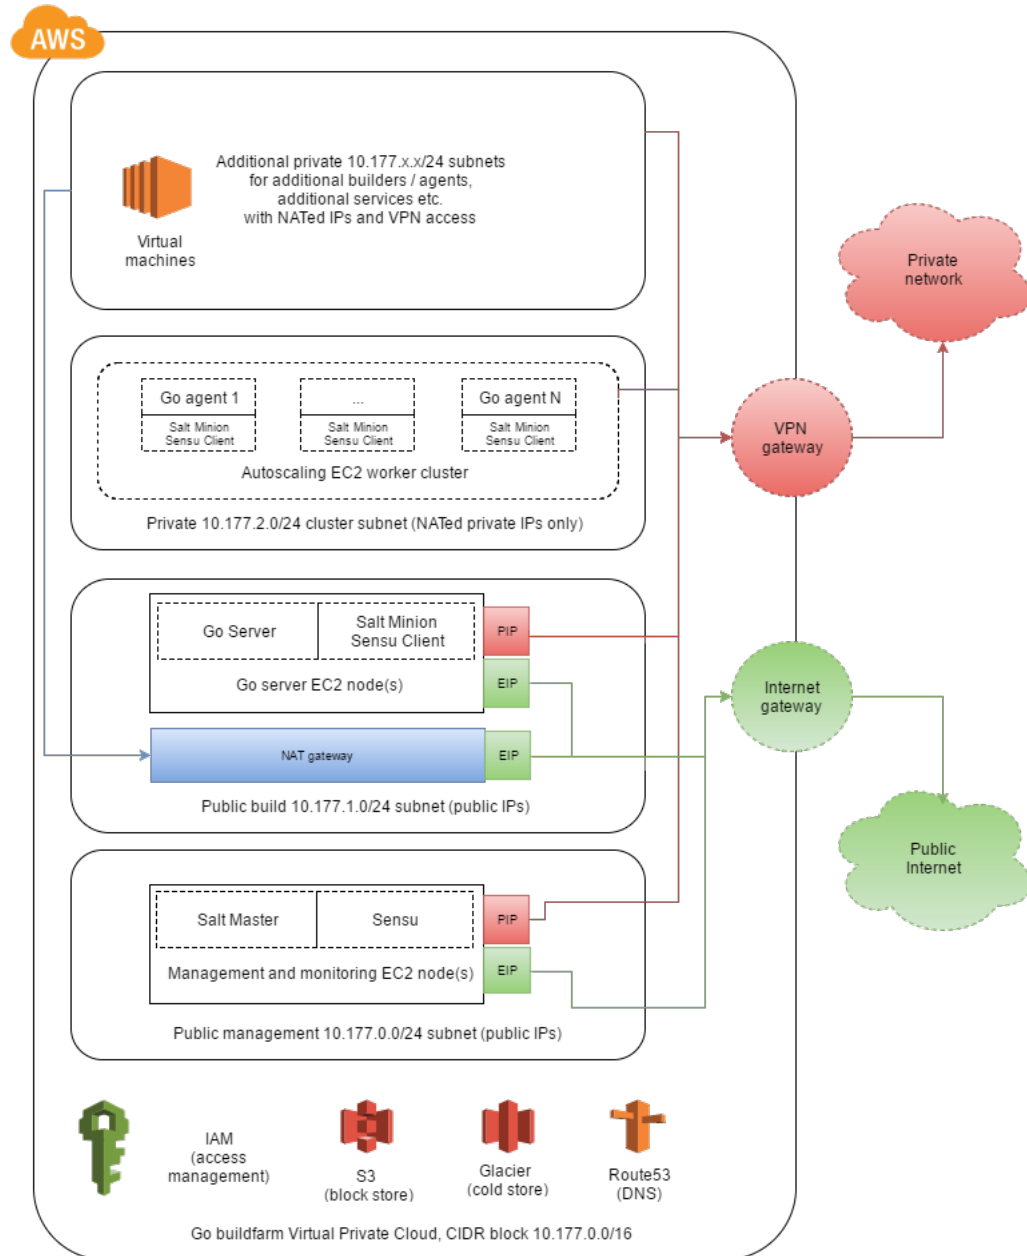 AWS
Additional private 10.177.x.x/24 subnets
for additional builders / agents,
additional services etc.
with NATed IPs and VPN access
Virtual
machines
Private
network
Go agent 1
...
Go agent N
Salt Minion
Sensu Client
Salt Minion
Sensu Client
Salt Minion
Sensu Client
Autoscaling EC2 worker cluster
Private 10.177.2.0/24 cluster subnet (NATed private IPs only)
VPN
gateway
Go Server
Salt Minion
Sensu Client
PIP
Go server EC2 node(s)
EIP
NAT gateway
EIP
Public build 10.177.1.0/24 subnet (public IPs)
Internet
gateway
Public
Internet
Salt Master
Sensu
PIP
Management and monitoring EC2 node(s)
EIP
Public management 10.177.0.0/24 subnet (public IPs)
IAM
(access
management)
S3
(block store)
Glacier
(cold store)
Route53
(DNS)
Go buildfarm Virtual Private Cloud, CIDR block 10.177.0.0/16